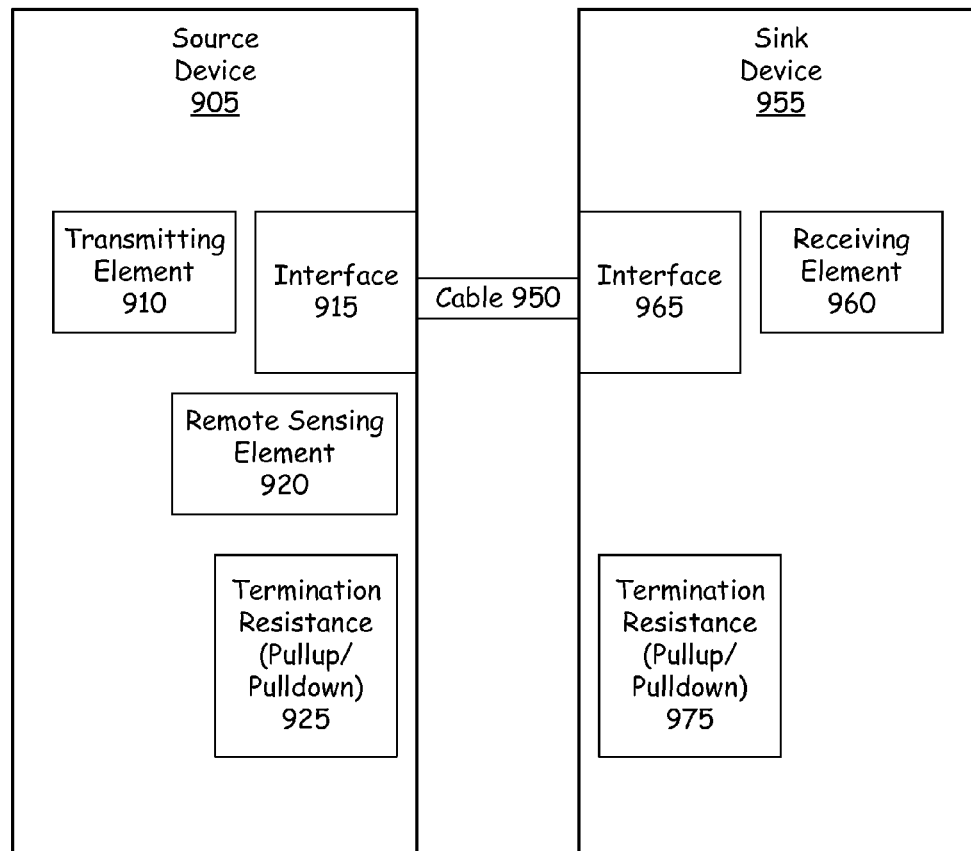 Source
Device
905
Sink
Device
955
Transmitting
Element
910
Interface
915
Cable 950
Interface
965
Receiving
Element
960
Remote Sensing
Element
920
Termination
Resistance
(Pullup/
Pulldown)
925
Termination
Resistance
(Pullup/
Pulldown)
975